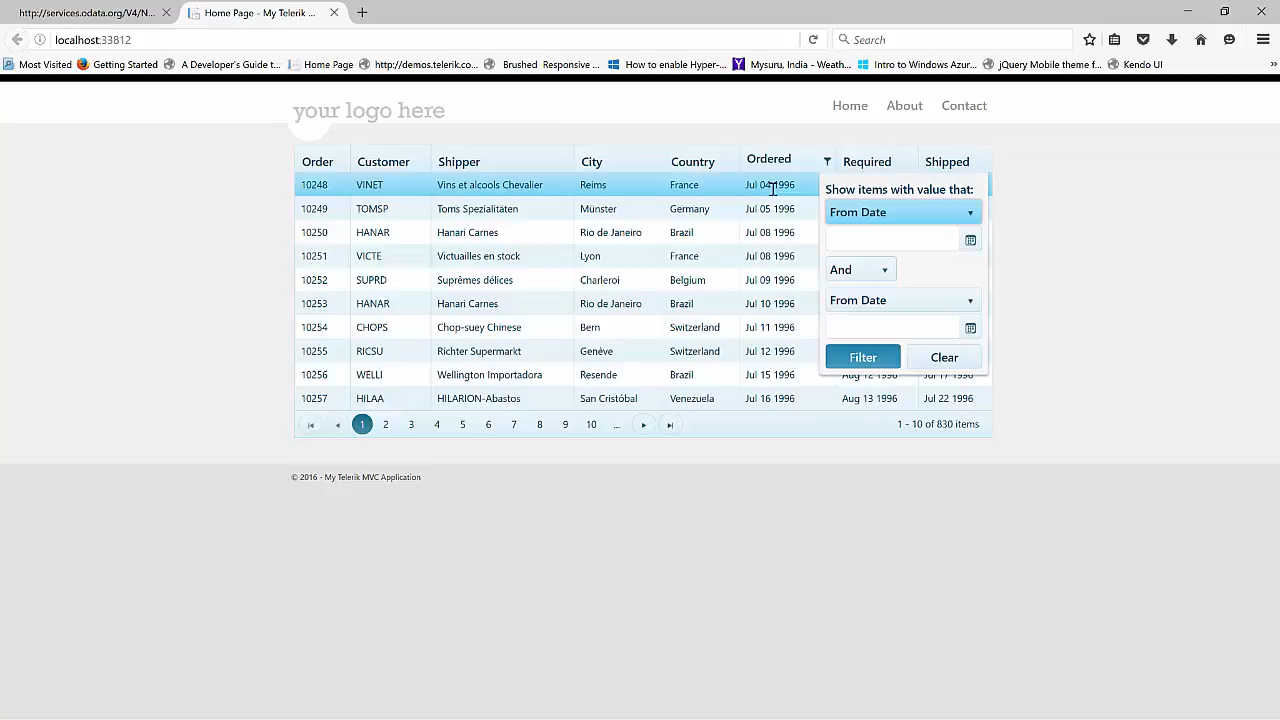 http://services.odata.org/V4/N...
Home Page - My Telerik ...
localhost:33812
Search
Most Visited
Getting Started
A Developer's Guide t...
Home Page
http://demos.telerik.co...
Brushed Responsive ...
How to enable Hyper-...
Mysuru, India - Weath...
Intro to Windows Azur...
jQuery Mobile theme f...
Kendo UI
your logo here
Home About Contact
Order Customer Shipper City Country Ordered Required Shipped
10248 VINET Vins et alcools Chevalier Reims France Jul 04 1996
10249 TOMSP Toms Spezialitäten Münster Germany Jul 05 1996
10250 HANAR Hanari Carnes Rio de Janeiro Brazil Jul 08 1996
10251 VICTE Victuailles en stock Lyon France Jul 08 1996
10252 SUPRD Suprêmes délices Charleroi Belgium Jul 09 1996
10253 HANAR Hanari Carnes Rio de Janeiro Brazil Jul 10 1996
10254 CHOPS Chop-suey Chinese Bern Switzerland Jul 11 1996
10255 RICSU Richter Supermarkt Genève Switzerland Jul 12 1996
10256 WELLI Wellington Importadora Resende Brazil Jul 15 1996 Aug 12 1996 Jul 17 1996
10257 HILAA HILARION-Abastos San Cristóbal Venezuela Jul 16 1996 Aug 13 1996 Jul 22 1996
Show items with value that:
From Date
And
From Date
Filter Clear
1 2 3 4 5 6 7 8 9 10 ...
1 - 10 of 830 items
© 2016 - My Telerik MVC Application